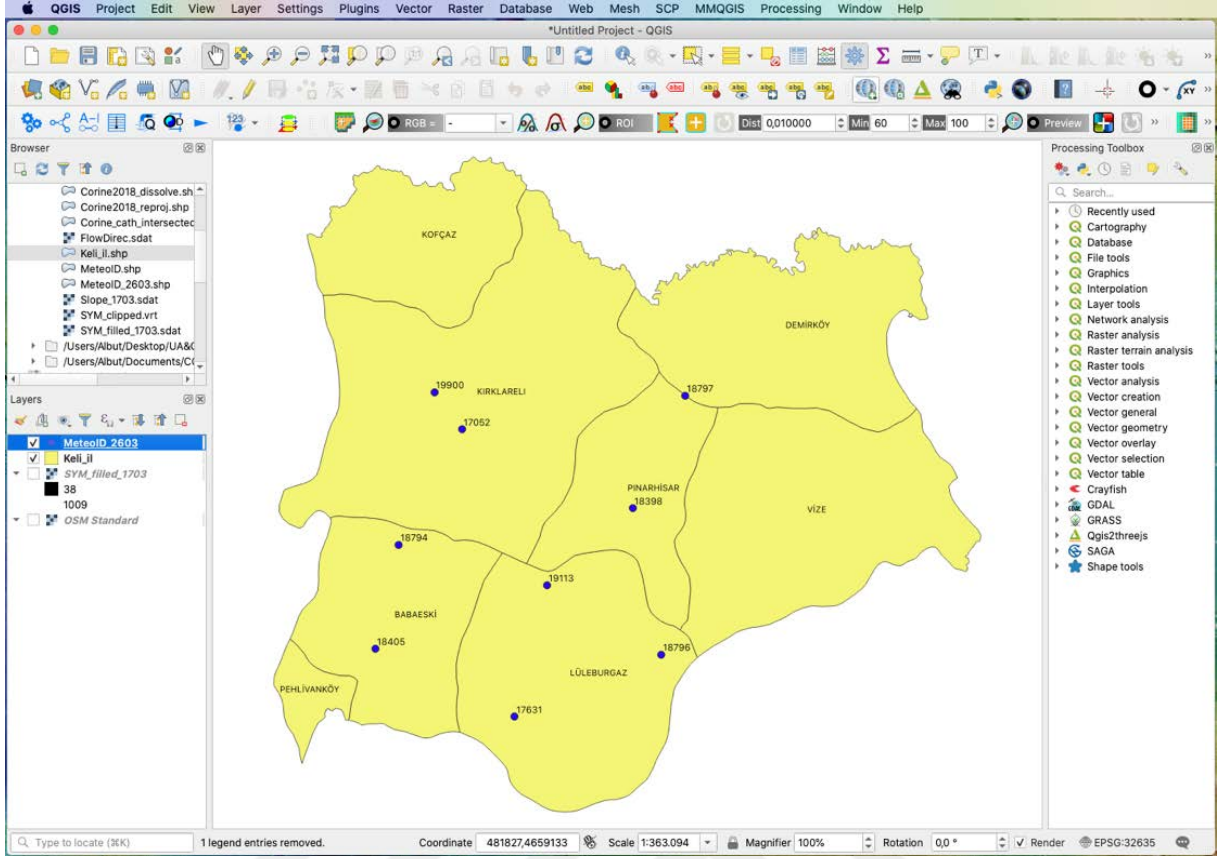 QGIS Project Edit View Layer Settings Plugins Vector Raster Database Web Mesh SCP MMQGIS Processing Window Help
*Untitled Project - QGIS
123
RGB = -
ROI
Dist 0,010000
Min 60
Max 100
Preview
Browser
Corine2018_dissolve.sh
Corine2018_reproj.shp
Corine_cath_intersected
FlowDirec.sdat
Keli_il.shp
MeteoID.shp
MeteoID_2603.shp
Slope_1703.sdat
SYM_clipped.vrt
SYM_filled_1703.sdat
/Users/Albut/Desktop/UA&
/Users/Albut/Documents/C
Layers
MeteoID_2603
Keli_il
SYM_filled_1703
38
1009
OSM Standard
KOFÇAZ
DEMİRKÖY
19900
KIRKLARELI
18797
17052
PINARHİSAR
18398
VİZE
18794
19113
BABAESKİ
18405
18796
LÜLEBURGAZ
PEHLİVANKÖY
17631
Processing Toolbox
Search...
Recently used
Cartography
Database
File tools
Graphics
Interpolation
Layer tools
Network analysis
Raster analysis
Raster terrain analysis
Raster tools
Vector analysis
Vector creation
Vector general
Vector geometry
Vector overlay
Vector selection
Vector table
Crayfish
GDAL
GRASS
Qgis2threejs
SAGA
Shape tools
Type to locate (⌘K)
1 legend entries removed.
Coordinate 481827,4659133
Scale 1:363.094
Magnifier 100%
Rotation 0,0 °
Render
EPSG:32635